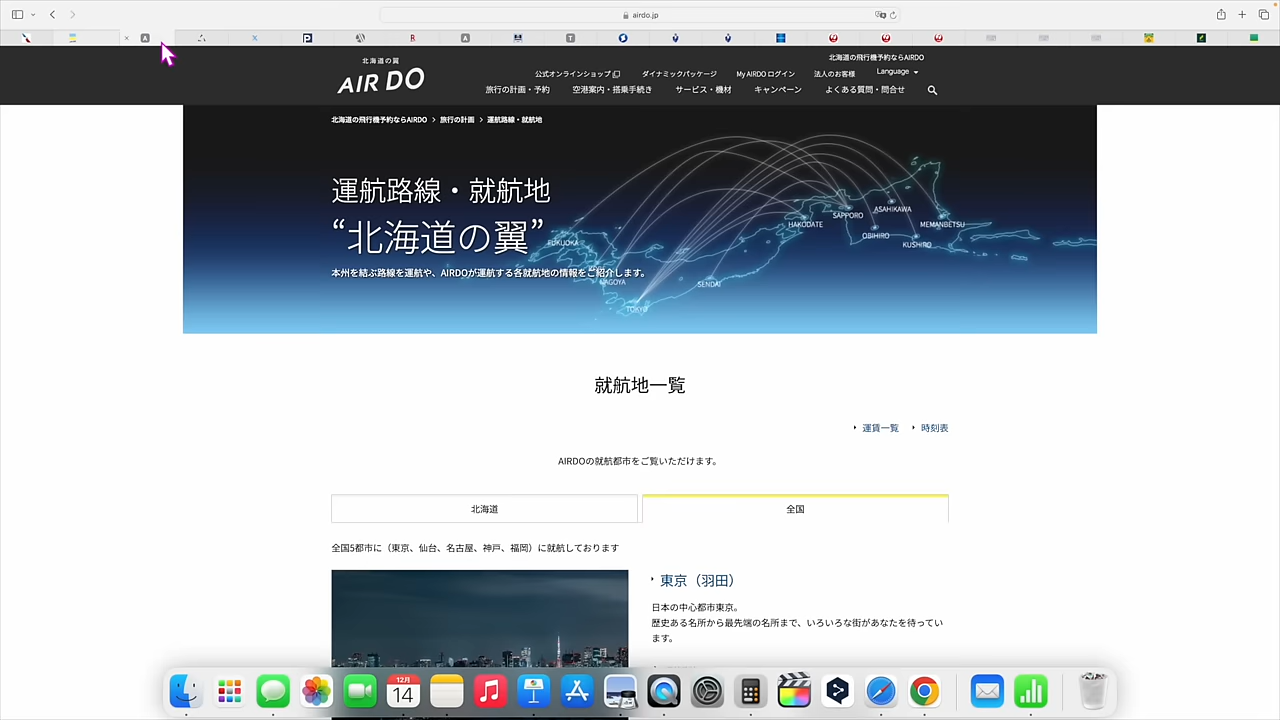 airdo.jp
北海道の翼
AIR DO
北海道の飛行機予約ならAIRDO
公式オンラインショップ
ダイナミックパッケージ
My AIRDO ログイン
法人のお客様
Language
旅行の計画・予約
空港案内・搭乗手続き
サービス・機材
キャンペーン
よくある質問・問合せ
北海道の飛行機予約ならAIRDO > 旅行の計画 > 運航路線・就航地
運航路線・就航地
“北海道の翼”
本州を結ぶ路線を運航や、AIRDOが運航する各就航地の情報をご紹介します。
FUKUOKA
NAGOYA
TOKYO
SENDAI
HAKODATE
SAPPORO
ASAHIKAWA
OBIHIRO
MEMANBETSU
KUSHIRO
就航地一覧
運賃一覧
時刻表
AIRDOの就航都市をご覧いただけます。
北海道
全国
全国5都市に（東京、仙台、名古屋、神戸、福岡）に就航しております
東京（羽田）
日本の中心都市東京。
歴史ある名所から最先端の名所まで、いろいろな街があなたを待ってい
ます。
12月
14